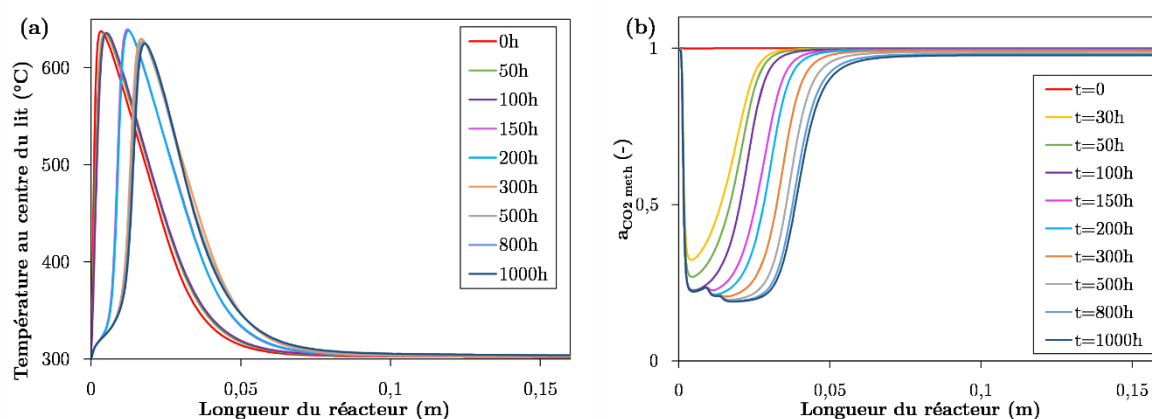 (a)
Température au centre du lit (°C)
600
500
400
300
0
0,05
0,1
0,15
Longueur du réacteur (m)
0h
50h
100h
150h
200h
300h
500h
800h
1000h
(b)
a_CO2 meth (-)
1
0,5
0
0
0,05
0,1
0,15
Longueur du réacteur (m)
t=0
t=30h
t=50h
t=100h
t=150h
t=200h
t=300h
t=500h
t=800h
t=1000h